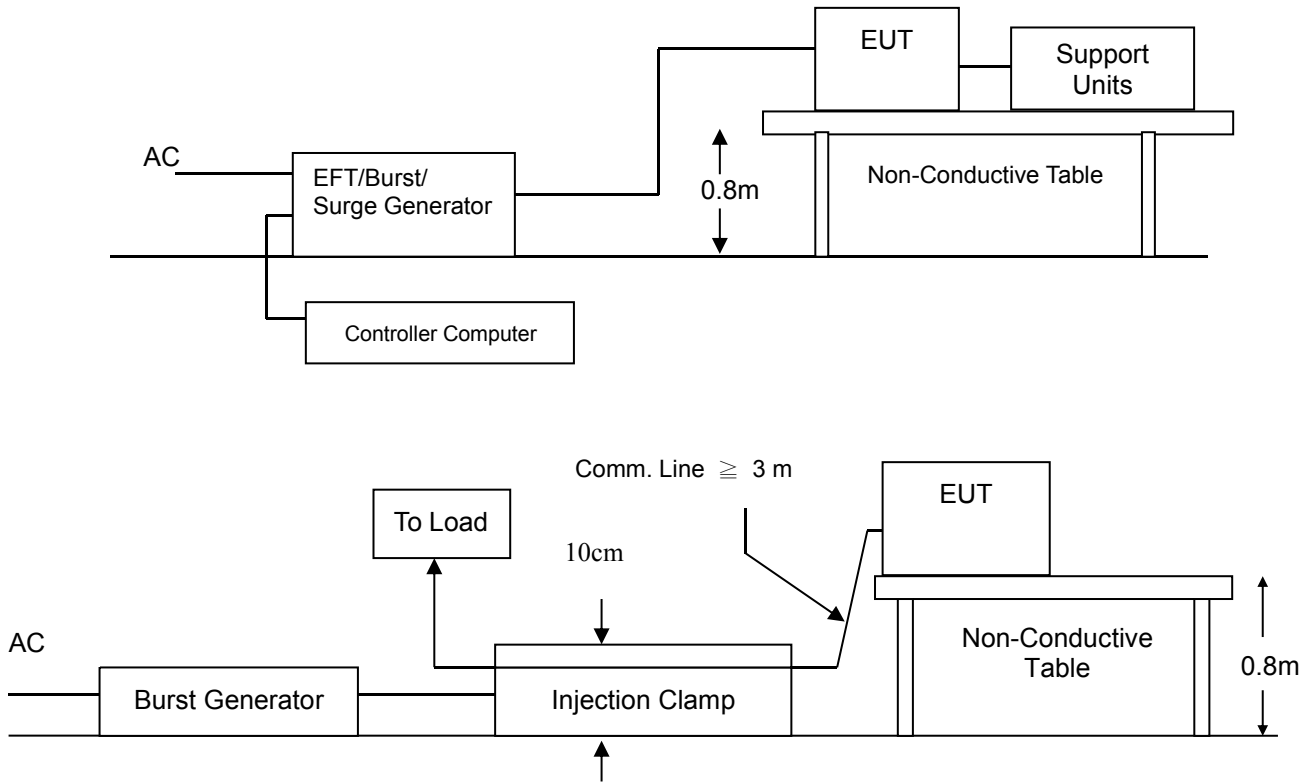 EUT
Support
Units
AC
EFT/Burst/
Surge Generator
0.8m
Non-Conductive Table
Controller Computer
Comm. Line ≧ 3 m
EUT
To Load
10cm
AC
Non-Conductive
Table
0.8m
Burst Generator
Injection Clamp